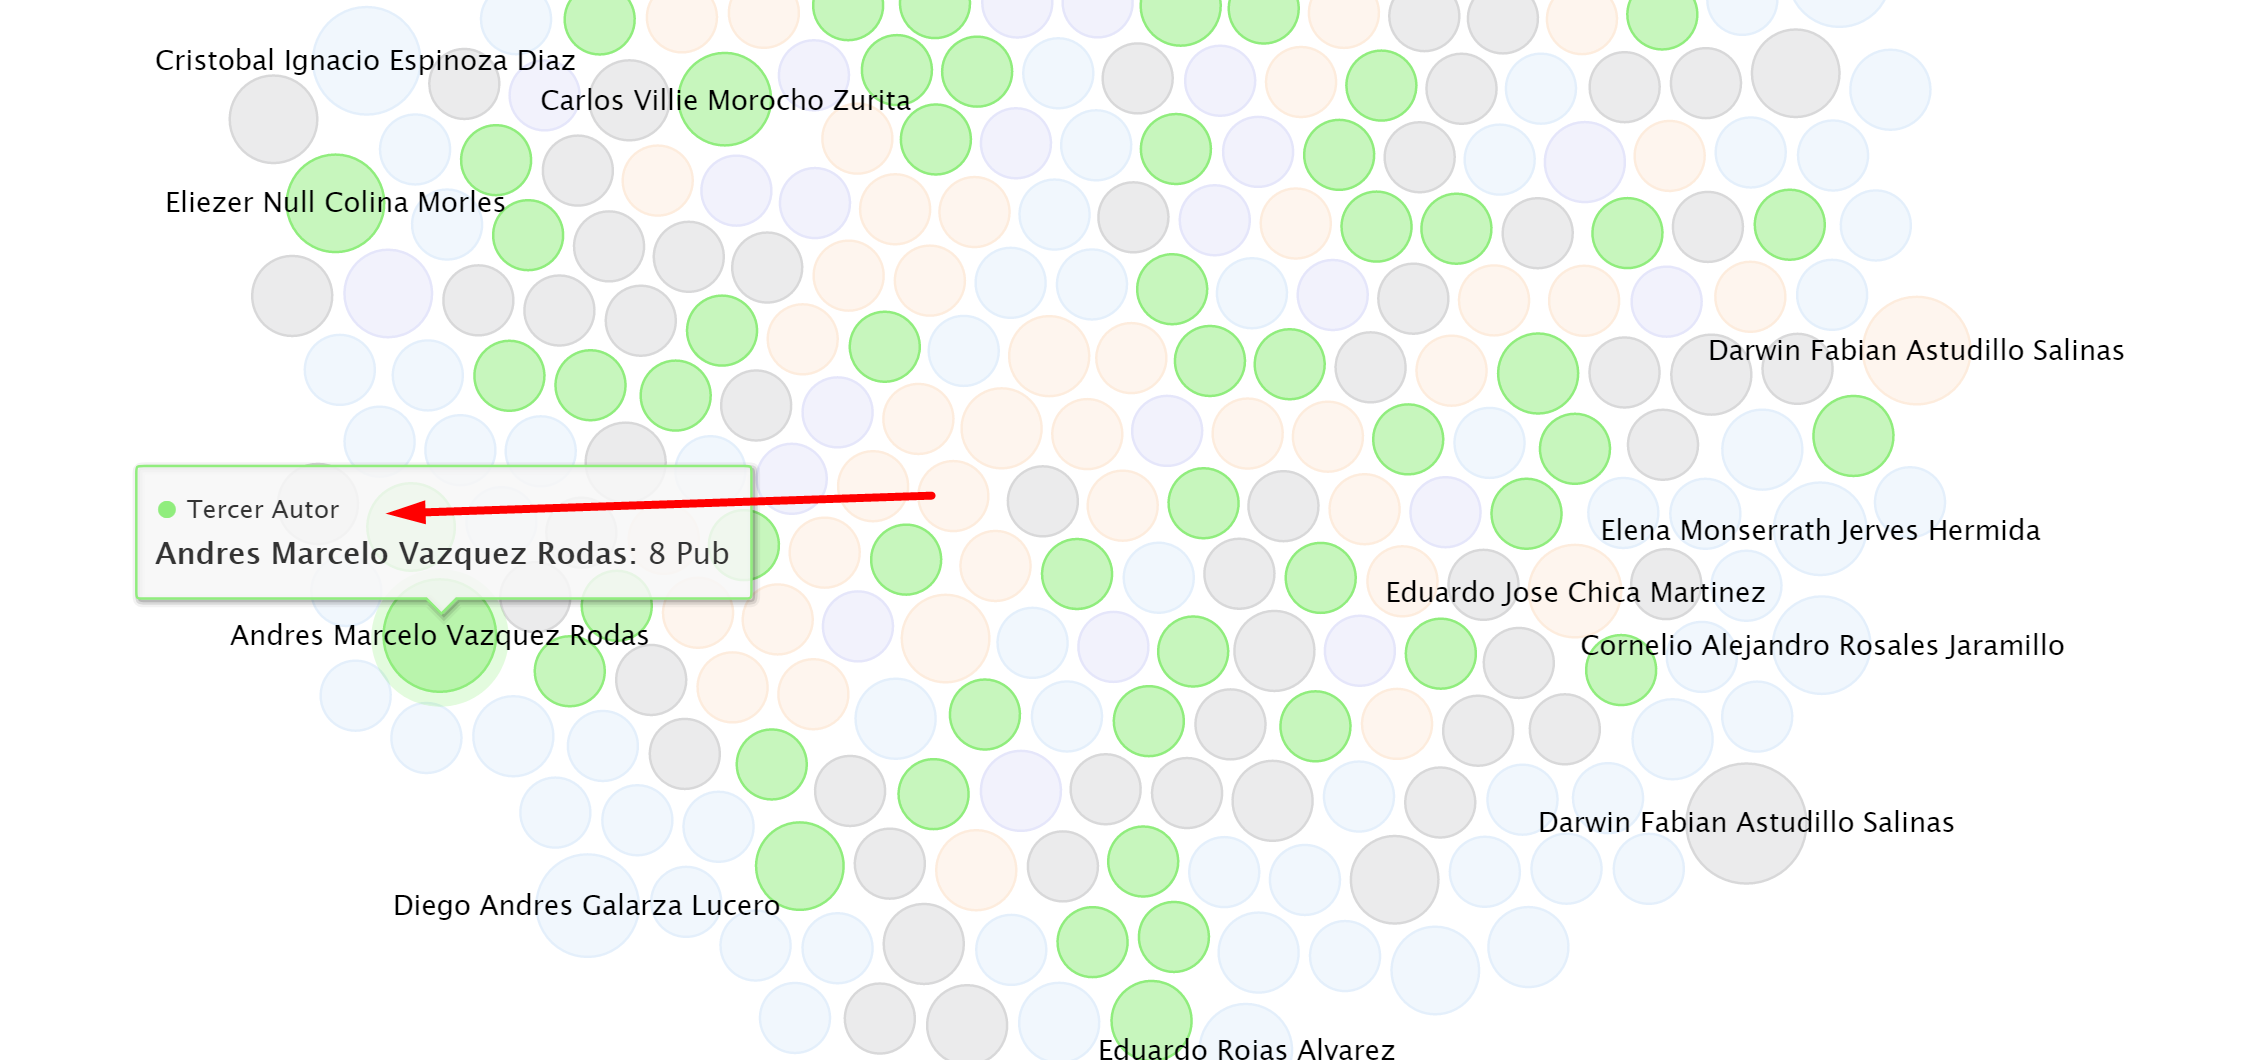 Cristobal Ignacio Espinoza Diaz
Carlos Villie Morocho Zurita
Eliezer Null Colina Morles
Darwin Fabian Astudillo Salinas
Tercer Autor
Andres Marcelo Vazquez Rodas: 8 Pub
Elena Monserrath Jerves Hermida
Eduardo Jose Chica Martinez
Andres Marcelo Vazquez Rodas
Cornelio Alejandro Rosales Jaramillo
Darwin Fabian Astudillo Salinas
Diego Andres Galarza Lucero
Eduardo Rojas Alvarez